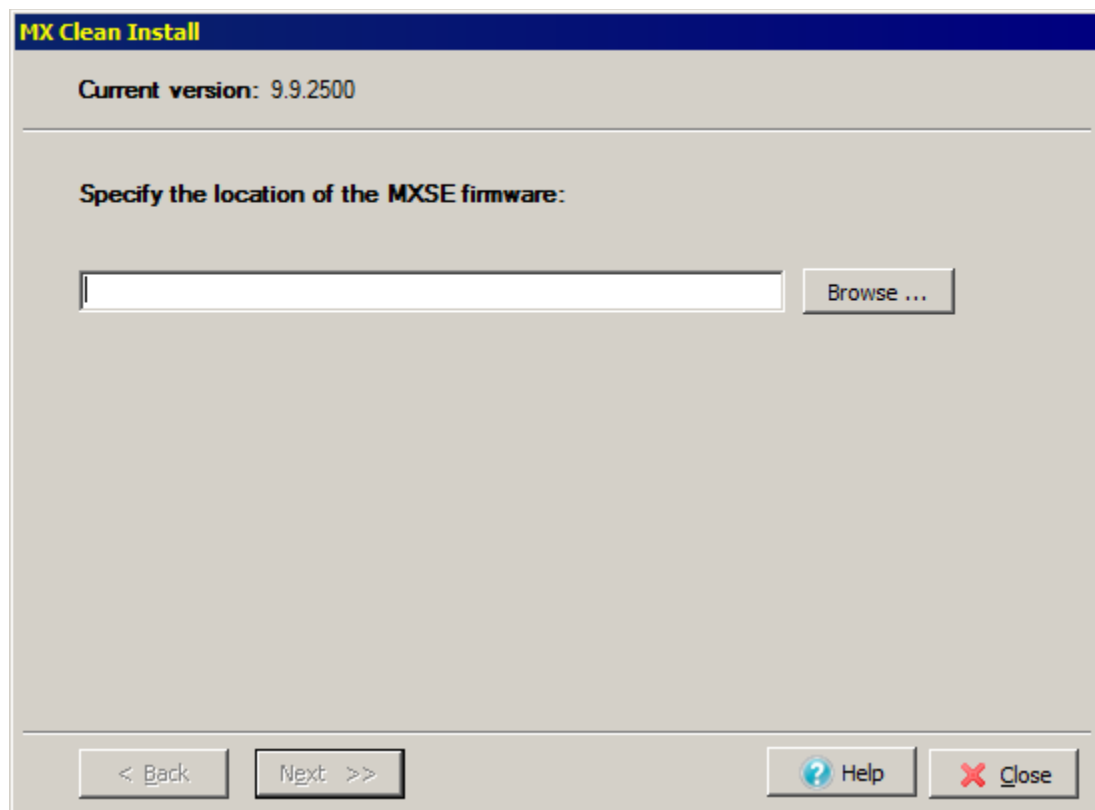 MX Clean Install
Current version: 9.9.2500
Specify the location of the MXSE firmware:
Browse ...
< Back
Next >>
Help
Close